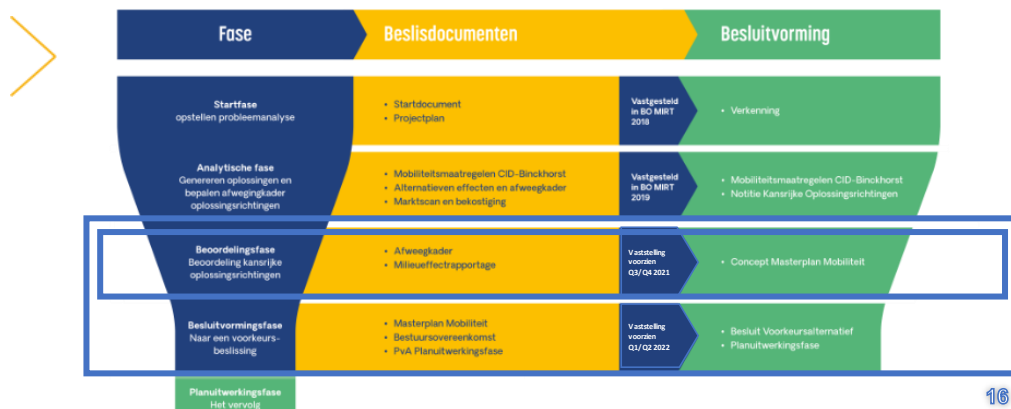 Fase
Beslisdocumenten
Besluitvorming
Startfase
opstellen probleemanalyse
• Startdocument
• Projectplan
Vastgesteld
in BO MIRT
2018
• Verkenning
Analytische fase
Genereren oplossingen en
bepalen afwegingkader
oplossingsrichtingen
• Mobiliteitsmaatregelen CID-Binckhorst
• Alternatieven effecten en afweegkader
• Marktscan en bekostiging
Vastgesteld
in BO MIRT
2019
• Mobiliteitsmaatregelen CID-Binckhorst
• Notitie Kansrijke Oplossingsrichtingen
Beoordelingsfase
Beoordeling kansrijke
oplossingsrichtingen
• Afweegkader
• Milieueffectrapportage
Vaststelling
voorzien
Q3/Q4 2021
• Concept Masterplan Mobiliteit
Besluitvormingsfase
Naar een voorkeurs-
beslissing
• Masterplan Mobiliteit
• Bestuursovereenkomst
• PvA Planuitwerkingsfase
Vaststelling
voorzien
Q1/Q2 2022
• Besluit Voorkeursalternatief
• Planuitwerkingsfase
Planuitwerkingsfase
Het vervolg
16